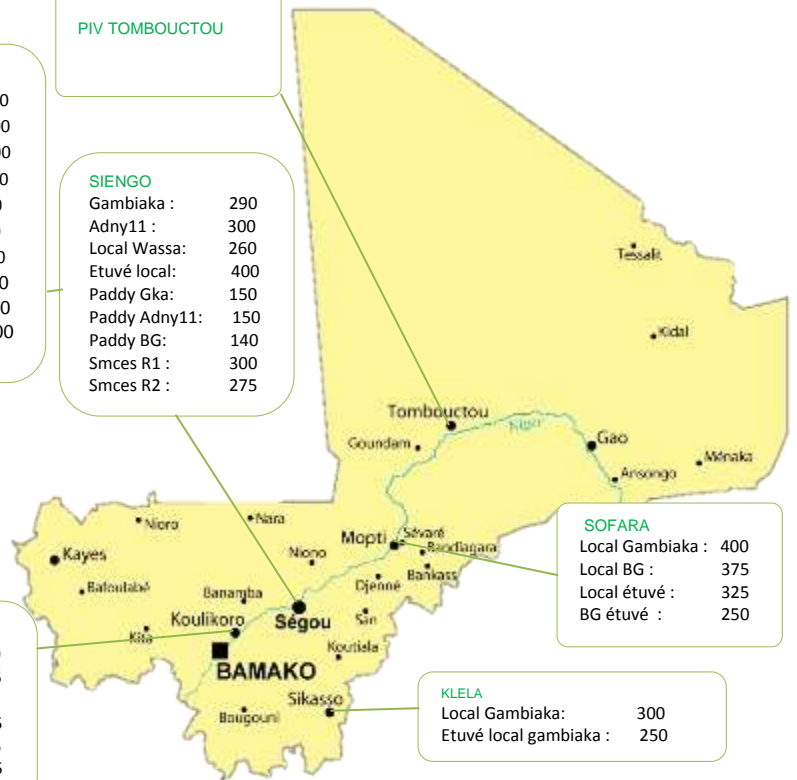 PIV TOMBOUCTOU
SIENGO
Gambiaka : 290
Adny11 : 300
Local Wassa: 260
Etuvé local: 400
Paddy Gka: 150
Paddy Adny11: 150
Paddy BG: 140
Smces R1 : 300
Smces R2 : 275
Tessalit
Kidal
Tombouctou
Niger
Goundam
Gao
Ménaka
Ansongo
Nioro
Nara
Mopti
Sévaré
Bandiagara
Kayes
Niono
Bankass
Bafoulabé
Djenné
Banamba
Ségou
San
Koulikoro
Kita
Koutiala
BAMAKO
Sikasso
Bougouni
SOFARA
Local Gambiaka : 400
Local BG : 375
Local étuvé : 325
BG étuvé : 250
KLELA
Local Gambiaka: 300
Etuvé local gambiaka : 250